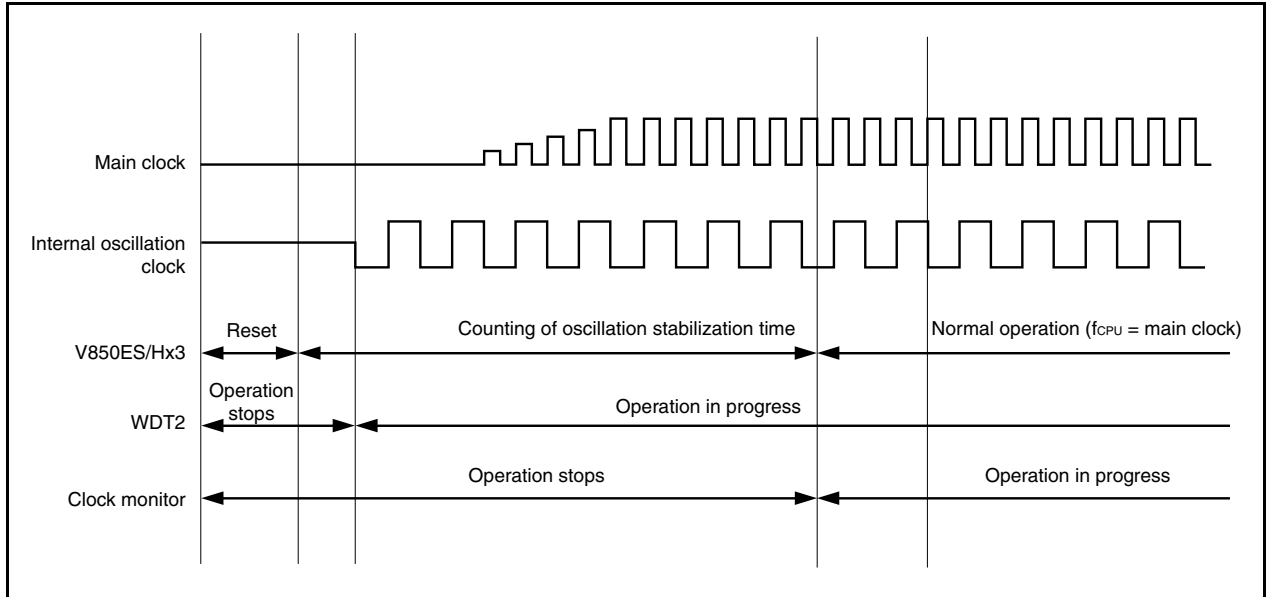 Main clock
Internal oscillation
clock
Reset
Counting of oscillation stabilization time
Normal operation (fCPU = main clock)
V850ES/Hx3
Operation
stops
Operation in progress
WDT2
Operation stops
Operation in progress
Clock monitor